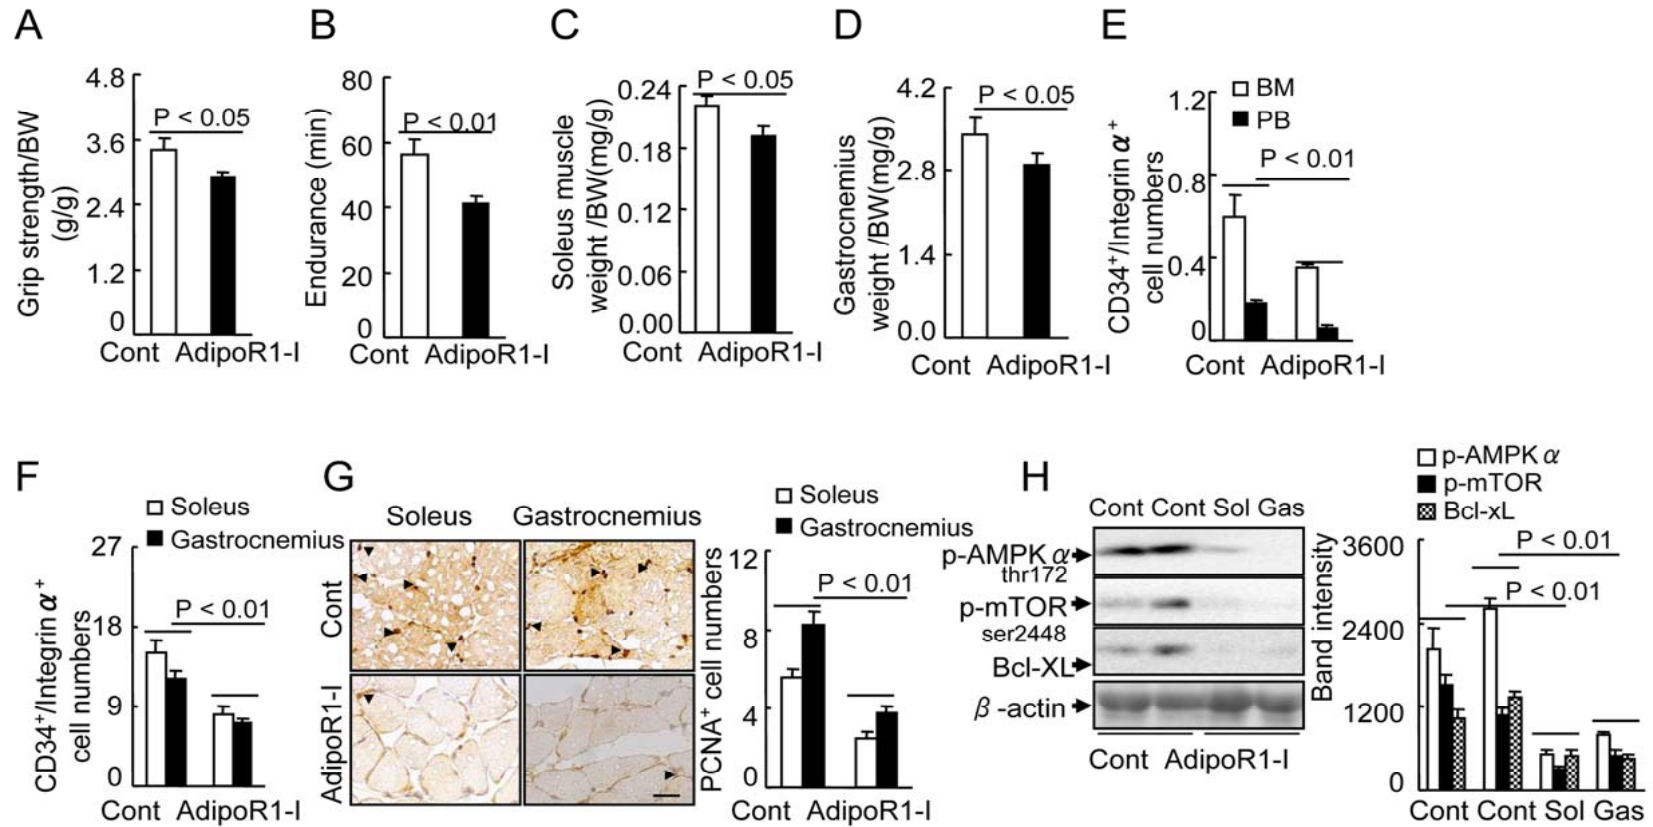 A
4.8
3.6
2.4
1.2
0
Grip strength/BW
(g/g)
P < 0.05
Cont AdipoR1-I
B
80
60
40
20
0
Endurance (min)
P < 0.01
Cont AdipoR1-I
C
0.24
0.18
0.12
0.06
0.00
Soleus muscle
weight /BW(mg/g)
P < 0.05
Cont AdipoR1-I
D
4.2
2.8
1.4
0.0
Gastrocnemius
weight /BW(mg/g)
P < 0.05
Cont AdipoR1-I
E
BM
PB
1.2
0.8
0.4
0
CD34⁺/Integrin α⁺
cell numbers
P < 0.01
Cont AdipoR1-I
F
Soleus
Gastrocnemius
27
18
9
0
CD34⁺/Integrin α⁺
cell numbers
P < 0.01
Cont AdipoR1-I
G
Soleus Gastrocnemius
Cont
AdpoR1-I
Soleus
Gastrocnemius
12
8
4
0
PCNA⁺ cell numbers
P < 0.01
Cont AdipoR1-I
H
Cont Cont Sol Gas
p-AMPK α
thr172
p-mTOR
ser2448
Bcl-XL
β-actin
Cont AdipoR1-I
p-AMPK α
p-mTOR
Bcl-xL
3600
2400
1200
0
Band intensity
P < 0.01
P < 0.01
Cont Cont Sol Gas